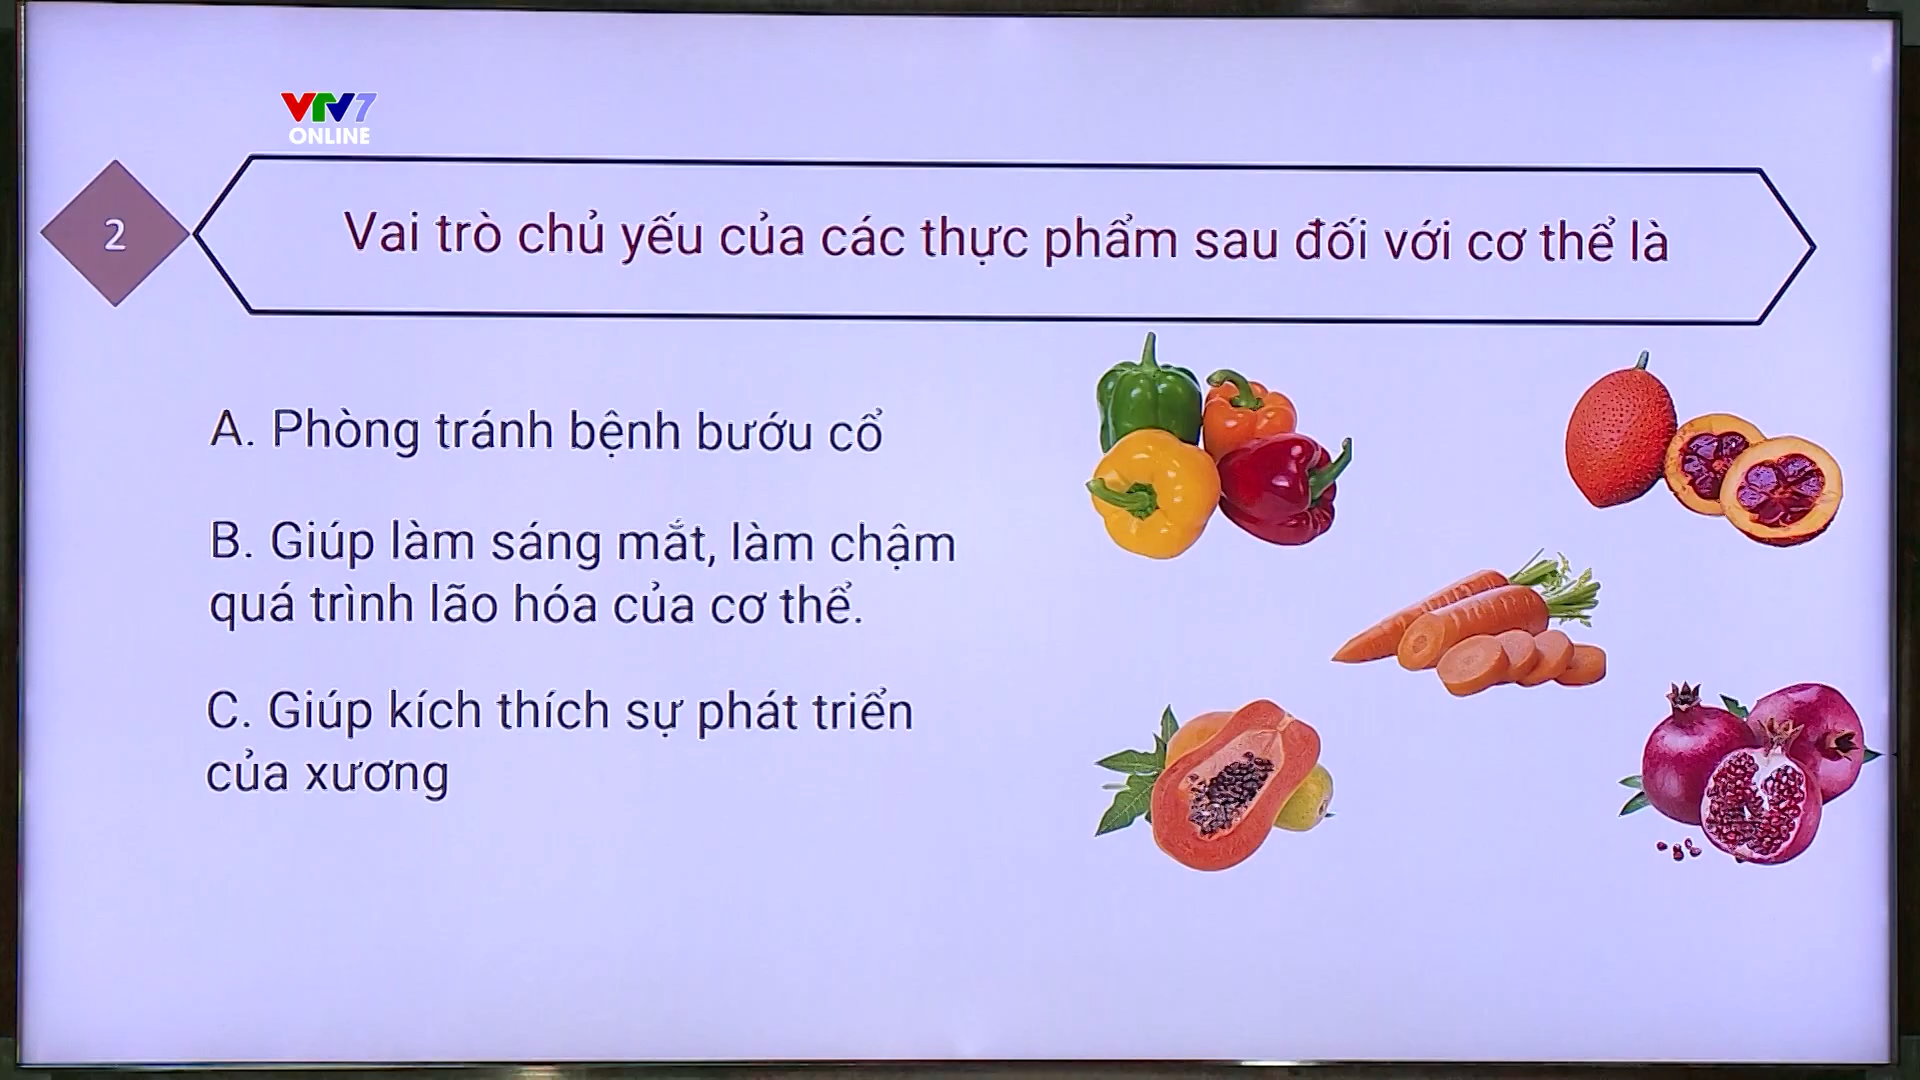 VTV7
ONLINE
2
Vai trò chủ yếu của các thực phẩm sau đối với cơ thể là
A. Phòng tránh bệnh bướu cổ
B. Giúp làm sáng mắt, làm chậm
quá trình lão hóa của cơ thể.
C. Giúp kích thích sự phát triển
của xương